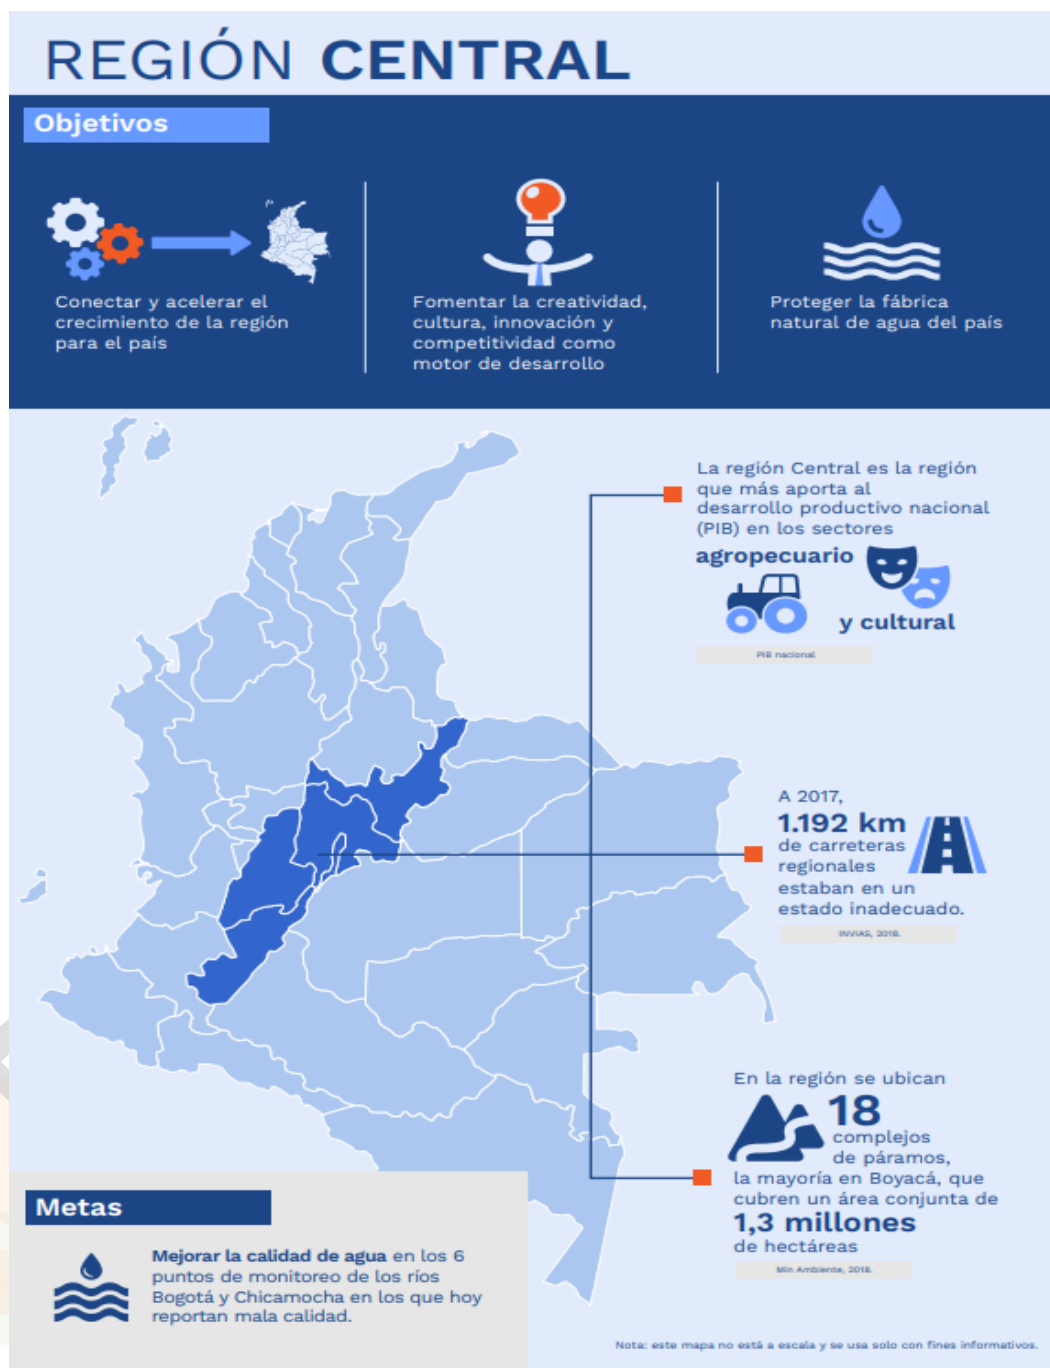 REGIÓN CENTRAL
Objetivos
Conectar y acelerar el
crecimiento de la región
para el país
Fomentar la creatividad,
cultura, innovación y
competitividad como
motor de desarrollo
Proteger la fábrica
natural de agua del país
La región Central es la región
que más aporta al
desarrollo productivo nacional
(PIB) en los sectores
agropecuario
y cultural
PIB nacional
A 2017,
1.192 km
de carreteras
regionales
estaban en un
estado inadecuado.
INVIAS, 2018.
En la región se ubican
18
complejos
de páramos,
la mayoría en Boyacá, que
cubren un área conjunta de
1,3 millones
de hectáreas
Min Ambiente, 2018.
Metas
Mejorar la calidad de agua en los 6
puntos de monitoreo de los ríos
Bogotá y Chicamocha en los que hoy
reportan mala calidad.
Nota: este mapa no está a escala y se usa solo con fines informativos.